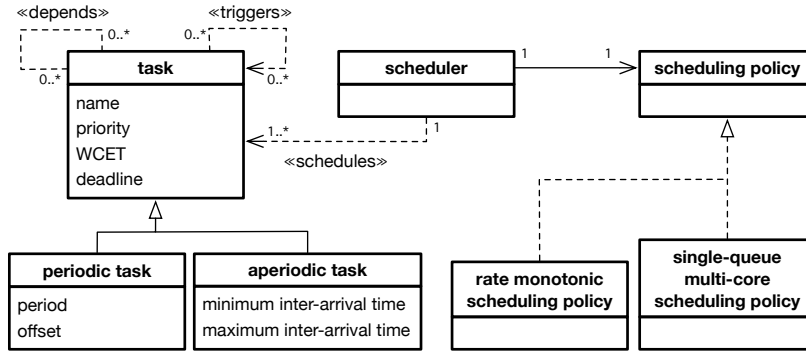 «depends»
«triggers»
0..*
0..*
0..*
0..*
task
name
priority
WCET
deadline
scheduler
1
1
scheduling policy
1..*
1
«schedules»
periodic task
period
offset
aperiodic task
minimum inter-arrival time
maximum inter-arrival time
rate monotonic
scheduling policy
single-queue
multi-core
scheduling policy